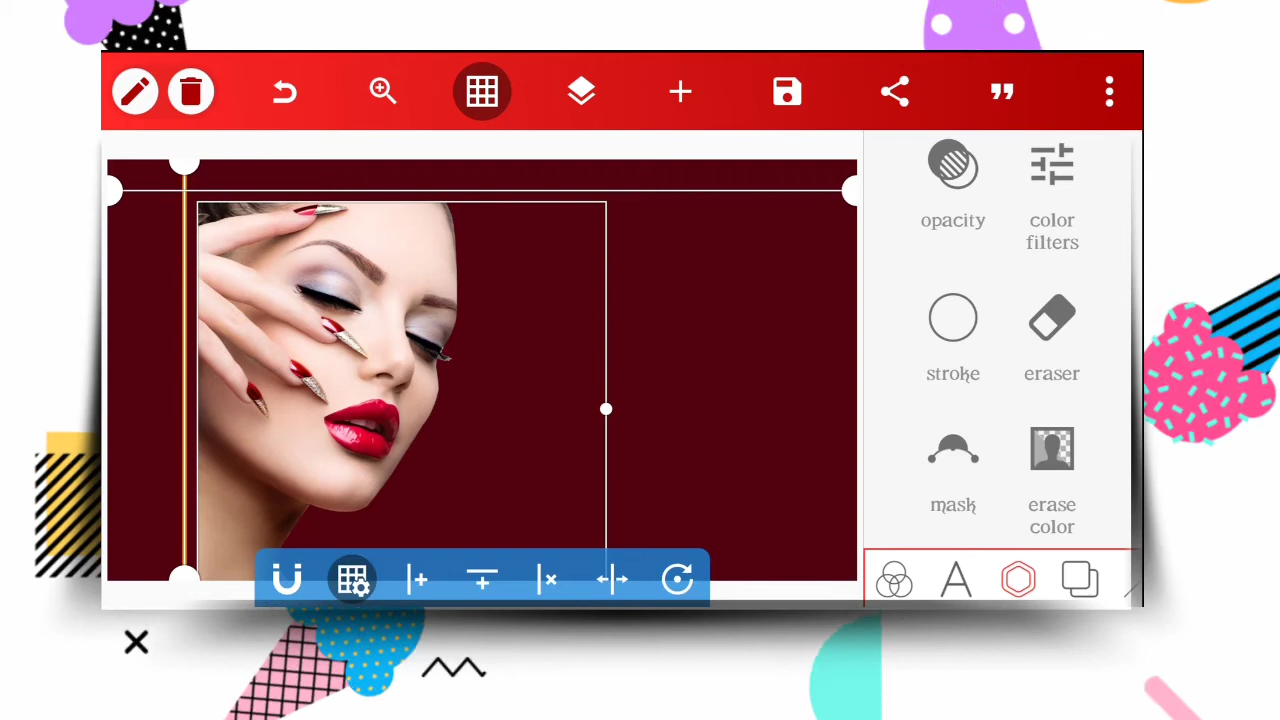 opacity
color
filters
stroke
eraser
mask
erase
color